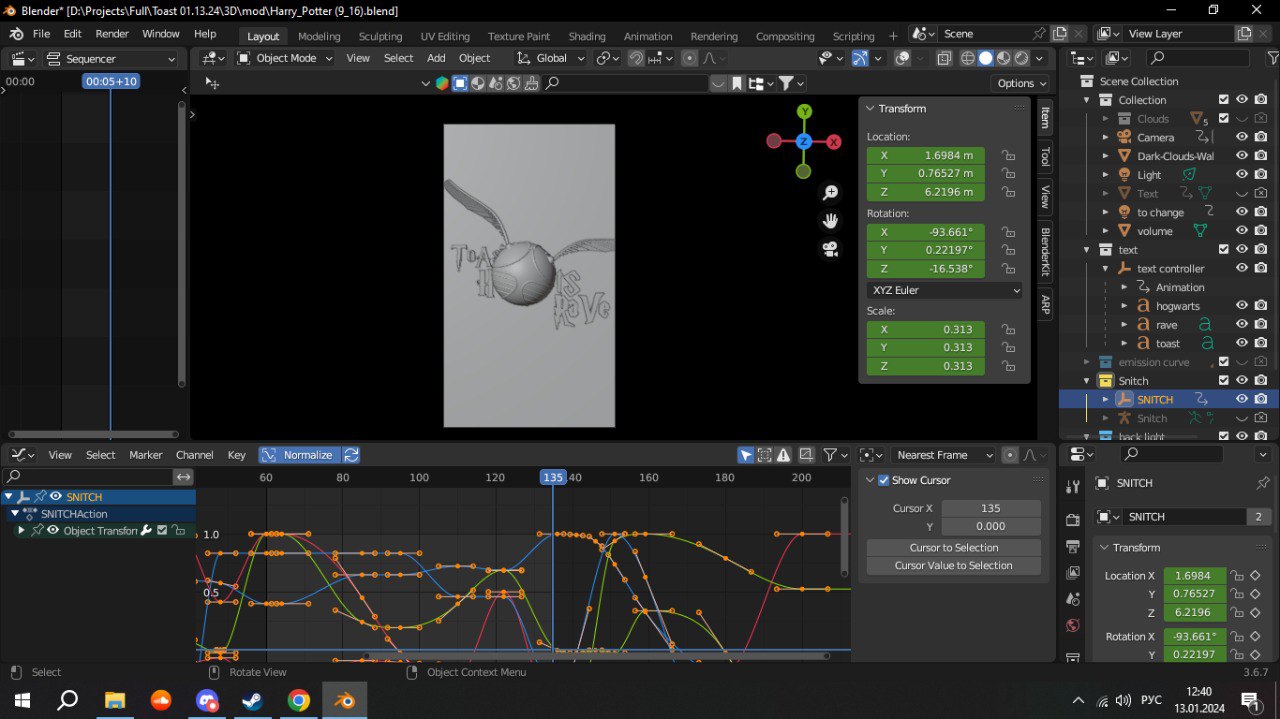 Blender* [D:\Projects\Full\Toast 01.13.24\3D\mod\Harry_Potter (9_16).blend]
File Edit Render Window Help Layout Modeling Sculpting UV Editing Texture Paint Shading Animation Rendering Compositing Scripting + Scene View Layer
Sequencer Object Mode View Select Add Object Global
00:00 00:05+10 Options
Scene Collection
Collection
Clouds 5
Camera
Dark-Clouds-Wal
Light
Text
to change
volume
text
text controller
Animation
hogwarts
rave
toast
emission curve
Snitch
SNITCH
Snitch
back light
Y
X
Z
Transform
Location:
X 1.6984 m
Y 0.76527 m
Z 6.2196 m
Rotation:
X -93.661°
Y 0.22197°
Z -16.538°
XYZ Euler
Scale:
X 0.313
Y 0.313
Z 0.313
Item
Tool
View
BlenderKit
ARP
View Select Marker Channel Key Normalize Nearest Frame
60 80 100 120 135 40 160 180 200
SNITCH
SNITCHAction
Object Transfor
1.0
0.5
Show Cursor
Cursor X 135
Y 0.000
Cursor to Selection
Cursor Value to Selection
SNITCH
SNITCH 2
Transform
Location X 1.6984
Y 0.76527
Z 6.2196
Rotation X -93.661°
Y 0.22197
Select Rotate View Object Context Menu 3.6.7
РУС
12:40
13.01.2024
1